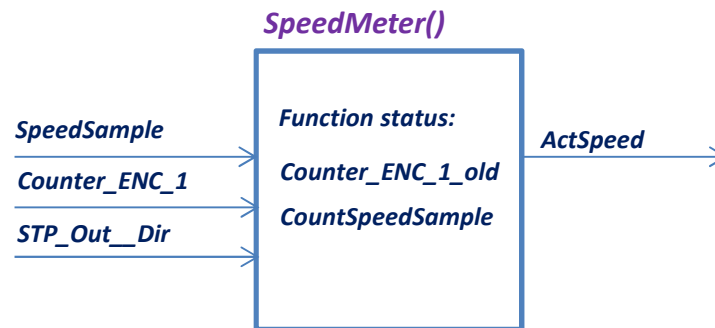 SpeedMeter()
SpeedSample
Counter_ENC_1
STP_Out__Dir
Function status:
Counter_ENC_1_old
CountSpeedSample
ActSpeed